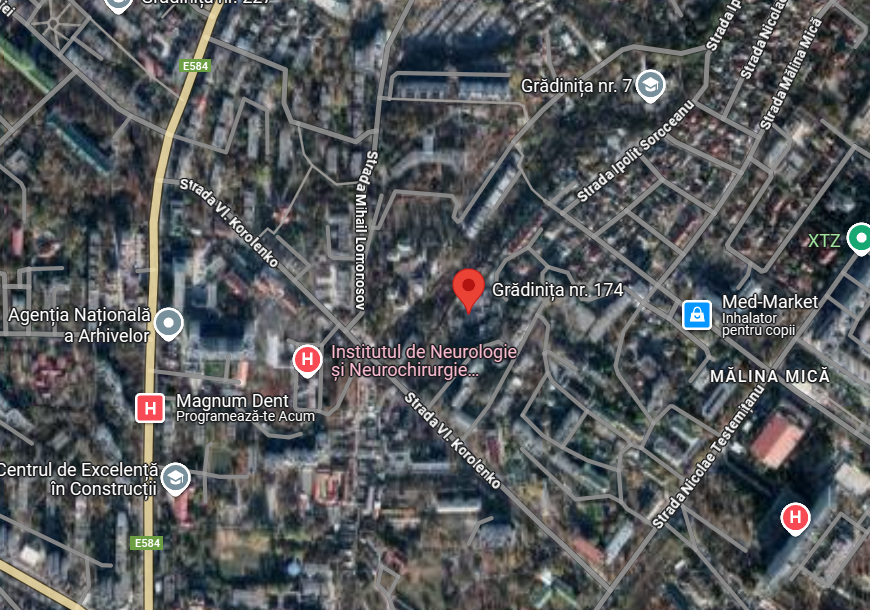 Grădinița nr. 227
E584
Grădinița nr. 7
Strada Nicolae
Strada Mălina Mică
Strada Ipolit Soroceanu
Strada Mihail Lomonosov
Strada Vl. Korolenko
XTZ
Grădinița nr. 174
Med-Market
Inhalator
pentru copii
Agenția Națională
a Arhivelor
Institutul de Neurologie
și Neurochirurgie...
H
MĂLINA MICĂ
Magnum Dent
Programează-te Acum
H
Strada Vl. Korolenko
Strada Nicolae Testemițanu
Centrul de Excelență
în Construcții
H
E584